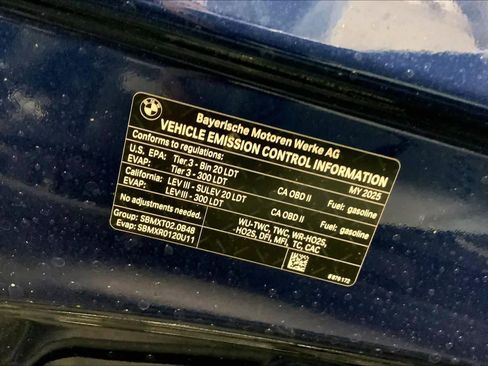 BMW
Bayerische Motoren Werke AG
VEHICLE EMISSION CONTROL INFORMATION
Conforms to regulations: MY 2025
U.S. EPA: Tier 3 - Bin 20 LDT CA OBD II Fuel: gasoline
EVAP: Tier 3 - 300 LDT
California: LEV III - SULEV 20 LDT CA OBD II Fuel: gasoline
EVAP: LEV III - 300 LDT
No adjustments needed. WU-TWC, TWC, WR-HO2S,
Group: SBMXT02.0B48 HO2S, DFI, MFI, TC, CAC
Evap: SBMXR0120U11